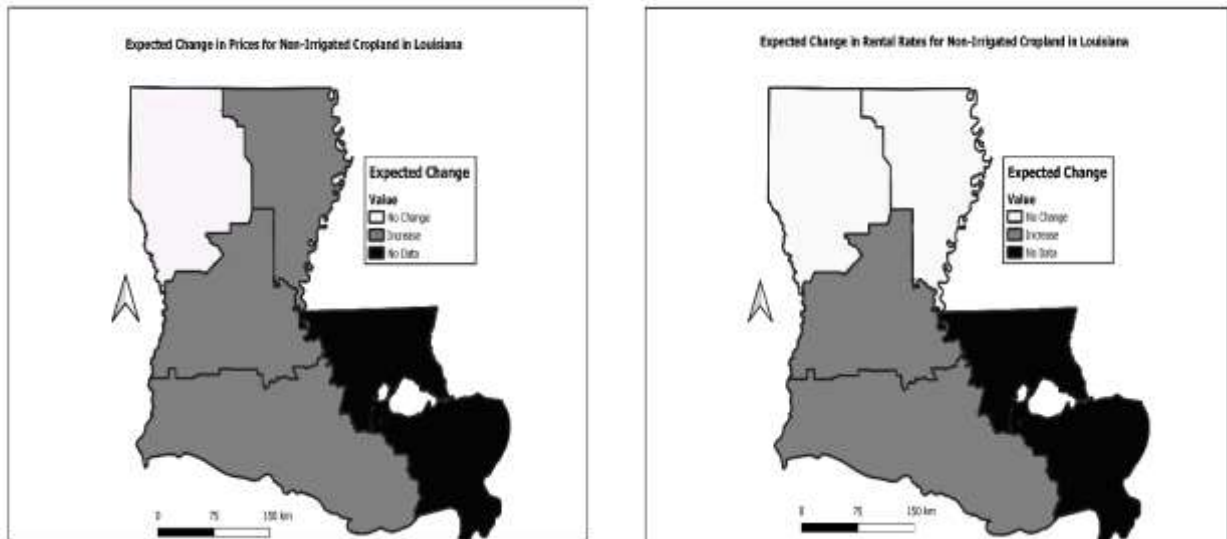 Expected Change in Prices for Non-Irrigated Cropland in Louisiana
Expected Change
Value
No Change
Increase
No Data
0 75 150 km
Expected Change in Rental Rates for Non-Irrigated Cropland in Louisiana
Expected Change
Value
No Change
Increase
No Data
0 75 150 km